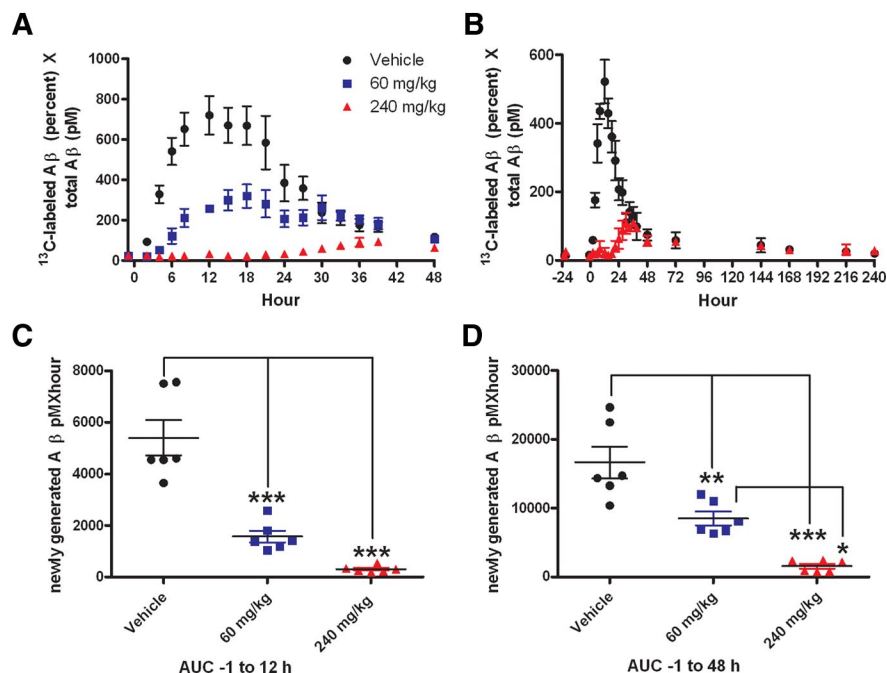 A
B
¹³C-labeled Aβ (percent) X
total Aβ (pM)
1000
800
600
400
200
0
Vehicle
60 mg/kg
240 mg/kg
0 6 12 18 24 30 36 42 48
Hour
¹³C-labeled Aβ (percent) X
total Aβ (pM)
600
400
200
0
-24 0 24 48 72 96 120 144 168 192 216 240
Hour
C
D
newly generated A β pMXhour
8000
6000
4000
2000
0
***
***
Vehicle
60 mg/kg
240 mg/kg
AUC -1 to 12 h
newly generated A β pMXhour
30000
20000
10000
0
**
***
*
Vehicle
60 mg/kg
240 mg/kg
AUC -1 to 48 h